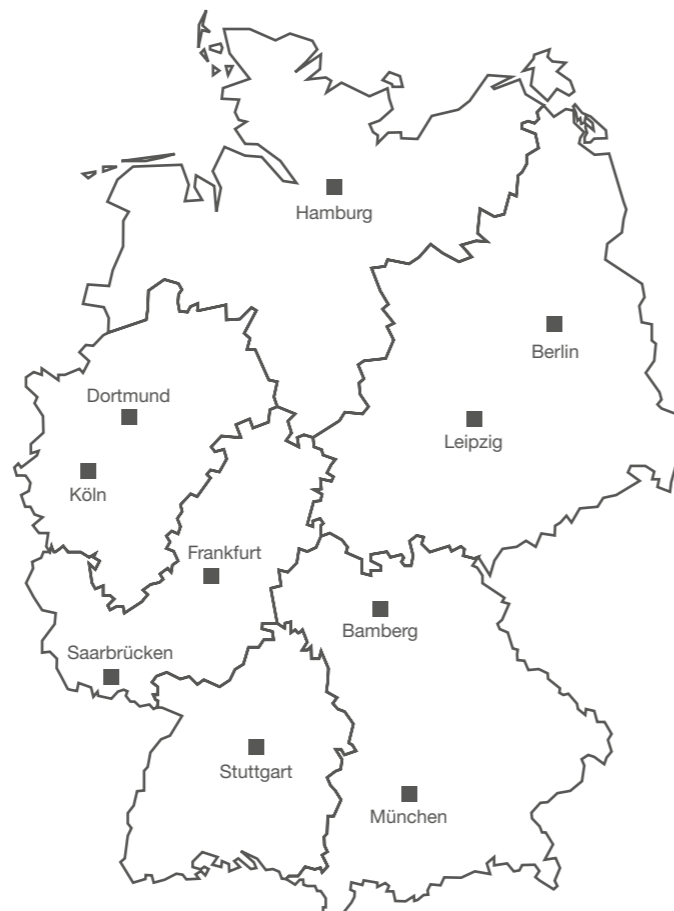 Hamburg
Berlin
Dortmund
Leipzig
Köln
Frankfurt
Bamberg
Saarbrücken
Stuttgart
München